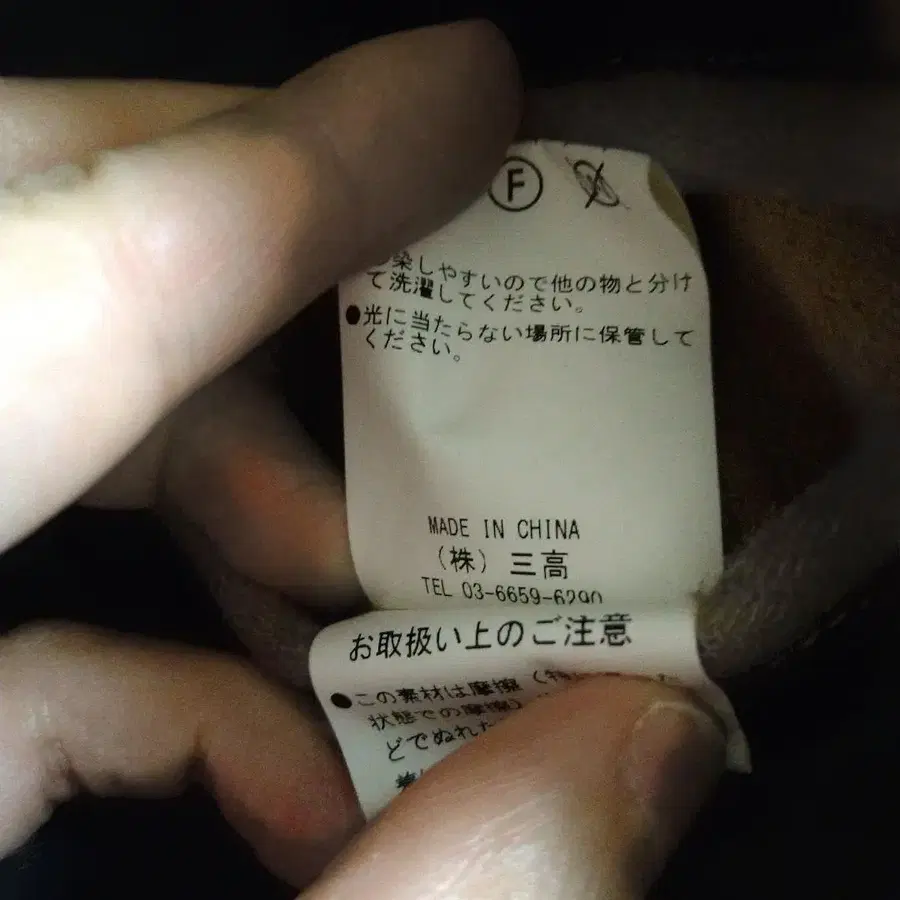 F
染しやすいので他の物と分け
て洗濯してください。
●光に当たらない場所に保管して
ください。
MADE IN CHINA
(株) 三高
TEL 03-6659-6290
お取扱い上のご注意
●この素材は摩擦
状態での摩擦)
どでぬれた